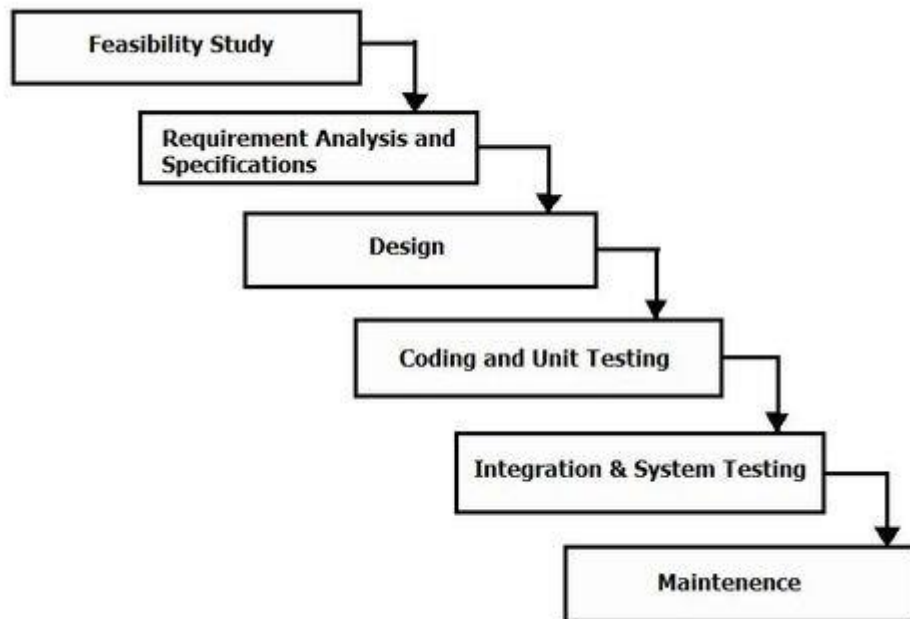 Feasibility Study
Requirement Analysis and
Specifications
Design
Coding and Unit Testing
Integration & System Testing
Maintenence